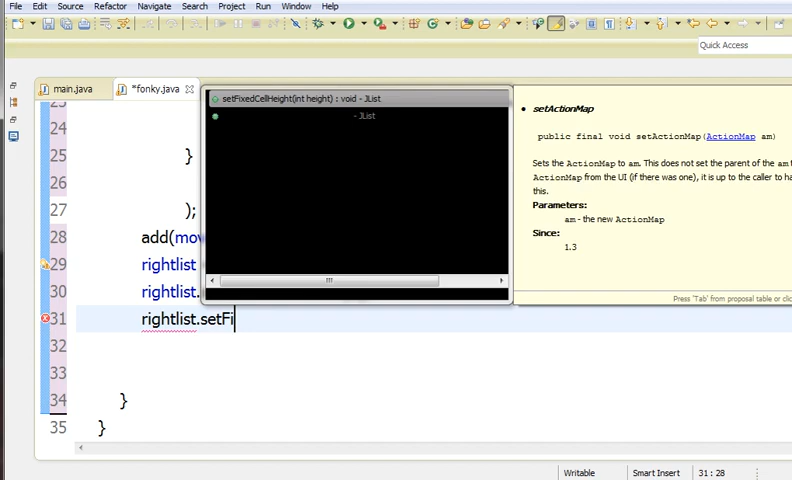 File Edit Source Refactor Navigate Search Project Run Window Help
Quick Access
main.java *fonky.java
23
24
25 }
26
27 );
28 add(mov
29 rightlist
30 rightlist.
31 rightlist.setFi
32
33
34 }
35 }
setFixedCellHeight(int height) : void - JList
- JList
setActionMap
public final void setActionMap(ActionMap am)
Sets the ActionMap to am. This does not set the parent of the am t
ActionMap from the UI (if there was one), it is up to the caller to ha
this.
Parameters:
am - the new ActionMap
Since:
1.3
Press 'Tab' from proposal table or clic
Writable Smart Insert 31 : 28